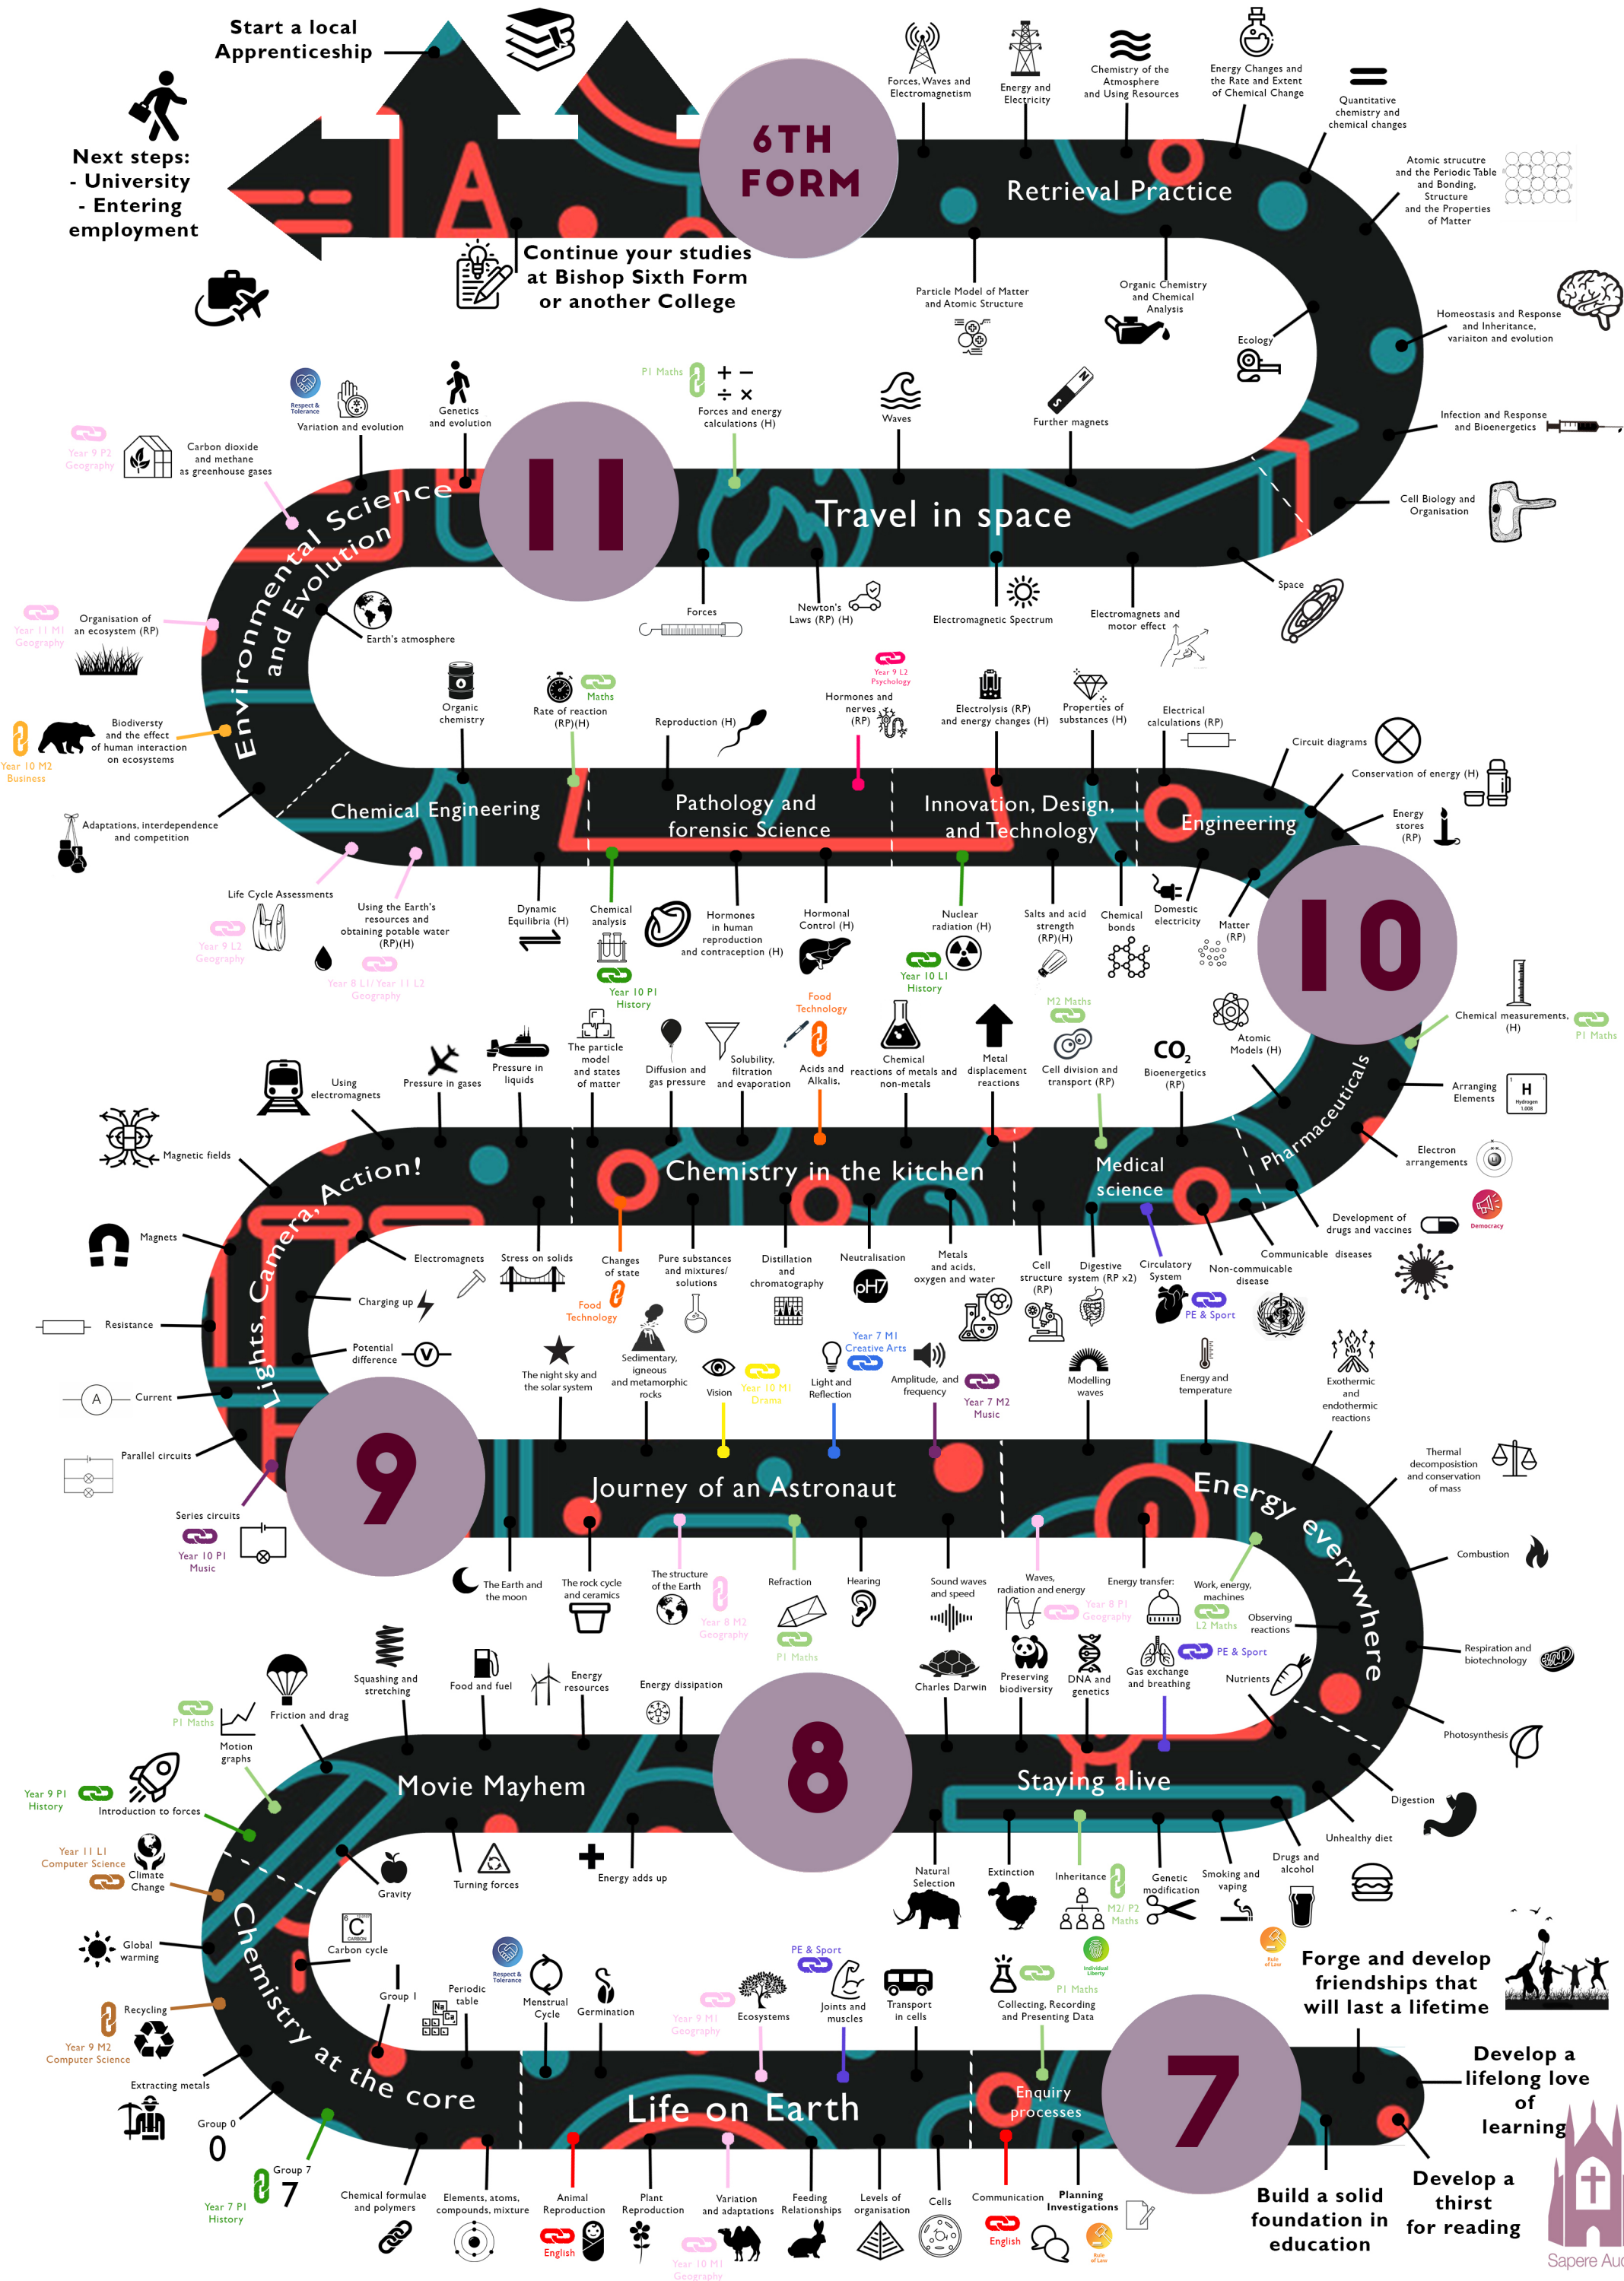 Start a local
Apprenticeship
Next steps:
- University
- Entering
employment
Continue your studies
at Bishop Sixth Form
or another College
6TH
FORM
Forces, Waves and
Electromagnetism
Energy and
Electricity
Chemistry of the
Atmosphere
and Using Resources
Energy Changes and
the Rate and Extent
of Chemical Change
Quantitative
chemistry and
chemical changes
Atomic strucutre
and the Periodic Table
and Bonding,
Structure
and the Properties
of Matter
Retrieval Practice
Particle Model of Matter
and Atomic Structure
Organic Chemistry
and Chemical
Analysis
Ecology
Homeostasis and Response
and Inheritance,
variaiton and evolution
Infection and Response
and Bioenergetics
Cell Biology and
Organisation
Respect &
Tolerance
Variation and evolution
Genetics
and evolution
P1 Maths
+ −
÷ ×
Forces and energy
calculations (H)
Waves
N
S
Further magnets
Year 9 P2
Geography
Carbon dioxide
and methane
as greenhouse gases
11
Travel in space
Environmental Science
and Evolution
Forces
Newton's
Laws (RP) (H)
Electromagnetic Spectrum
Electromagnets and
motor effect
Space
Year 11 M1
Geography
Organisation of
an ecosystem (RP)
Earth's atmosphere
Year 10 M2
Business
Biodiversty
and the effect
of human interaction
on ecosystems
Adaptations, interdependence
and competition
Organic
chemistry
Maths
Rate of reaction
(RP)(H)
Reproduction (H)
Year 9 L2
Psychology
Hormones and
nerves
(RP)
Electrolysis (RP)
and energy changes (H)
Properties of
substances (H)
Electrical
calculations (RP)
Circuit diagrams
Conservation of energy (H)
Energy
stores
(RP)
Chemical Engineering
Pathology and
forensic Science
Innovation, Design,
and Technology
Engineering
Life Cycle Assessments
Year 9 L2
Geography
Using the Earth's
resources and
obtaining potable water
(RP)(H)
Year 8 L1/ Year 11 L2
Geography
Dynamic
Equilibria (H)
Chemical
analysis
Year 10 P1
History
Hormones
in human
reproduction
and contraception (H)
Hormonal
Control (H)
Nuclear
radiation (H)
Year 10 L1
History
Salts and acid
strength
(RP)(H)
Chemical
bonds
Domestic
electricity
Matter
(RP)
10
Chemical measurements,
(H)
P1 Maths
Arranging
Elements
1
H
Hydrogen
1.008
Electron
arrangements
Pharmaceuticals
Democracy
Development of
drugs and vaccines
Communicable diseases
Using
electromagnets
Pressure in gases
Pressure in
liquids
The particle
model
and states
of matter
Diffusion and
gas pressure
Solubility,
filtration
and evaporation
Food
Technology
Acids and
Alkalis,
Chemical
reactions of metals and
non-metals
Metal
displacement
reactions
M2 Maths
Cell division and
transport (RP)
CO2
Bioenergetics
(RP)
Atomic
Models (H)
Magnetic fields
Magnets
Lights, Camera, Action!
Chemistry in the kitchen
Medical
science
Electromagnets
Stress on solids
Changes
of state
Food
Technology
Pure substances
and mixtures/
solutions
Distillation
and
chromatography
Neutralisation
pH7
Metals
and acids,
oxygen and water
Cell
structure
(RP)
Digestive
system (RP x2)
Circulatory
System
PE & Sport
Non-commuicable
disease
Charging up
Resistance
Potential
difference
V
A
Current
Parallel circuits
Series circuits
Year 10 P1
Music
9
The night sky and
the solar system
Sedimentary,
igneous
and metamorphic
rocks
Vision
Year 10 M1
Drama
Year 7 M1
Creative Arts
Light and
Reflection
Amplitude, and
frequency
Year 7 M2
Music
Modelling
waves
Energy and
temperature
Exothermic
and
endothermic
reactions
Thermal
decomposistion
and conservation
of mass
Journey of an Astronaut
Energy everywhere
Combustion
The Earth and
the moon
The rock cycle
and ceramics
The structure
of the Earth
Year 8 M2
Geography
Refraction
P1 Maths
Hearing
Sound waves
and speed
Waves,
radiation and energy
Year 8 P1
Geography
Energy transfer:
Work, energy,
machines
L2 Maths
Observing
reactions
Respiration and
biotechnology
Photosynthesis
Squashing and
stretching
Food and fuel
Energy
resources
Energy dissipation
Charles Darwin
Preserving
biodiversity
DNA and
genetics
Gas exchange
and breathing
PE & Sport
Nutrients
P1 Maths
Motion
graphs
Friction and drag
8
Movie Mayhem
Staying alive
Digestion
Unhealthy diet
Year 9 P1
History
Introduction to forces
Year 11 L1
Computer Science
Climate
Change
Gravity
Turning forces
Energy adds up
Natural
Selection
Extinction
Inheritance
M2/ P2
Maths
Genetic
modification
Smoking and
vaping
Drugs and
alcohol
Global
warming
6
C
CARBON
Carbon cycle
Recycling
Year 9 M2
Computer Science
Extracting metals
Chemistry at the core
1
Group 1
Na
Ca
Periodic
table
Respect &
Tolerance
Menstrual
Cycle
Germination
Year 9 M1
Geography
Ecosystems
PE & Sport
Joints and
muscles
Transport
in cells
P1 Maths
Individual
Liberty
Collecting, Recording
and Presenting Data
Rule
of Law
Forge and develop
friendships that
will last a lifetime
Life on Earth
Enquiry
processes
7
Develop a
lifelong love
of
learning
Group 0
0
Group 7
7
Year 7 P1
History
Chemical formulae
and polymers
Elements, atoms,
compounds, mixture
Animal
Reproduction
English
Plant
Reproduction
Variation
and adaptations
Year 10 M1
Geography
Feeding
Relationships
Levels of
organisation
Cells
Communication
English
Planning
Investigations
Rule
of Law
Build a solid
foundation in
education
Develop a
thirst
for reading
Sapere Aud